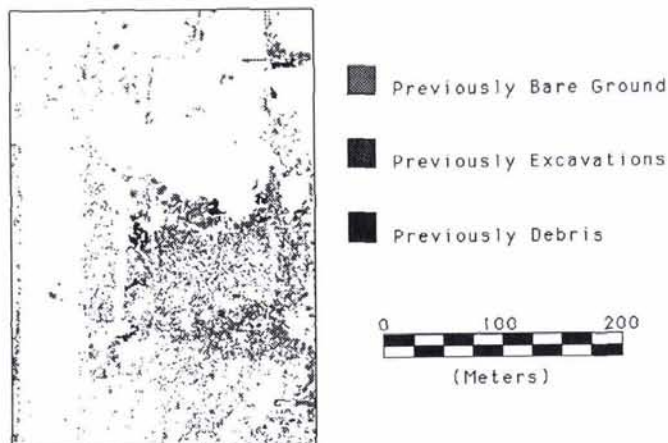 Previously Bare Ground
Previously Excavations
Previously Debris
0 100 200
(Meters)